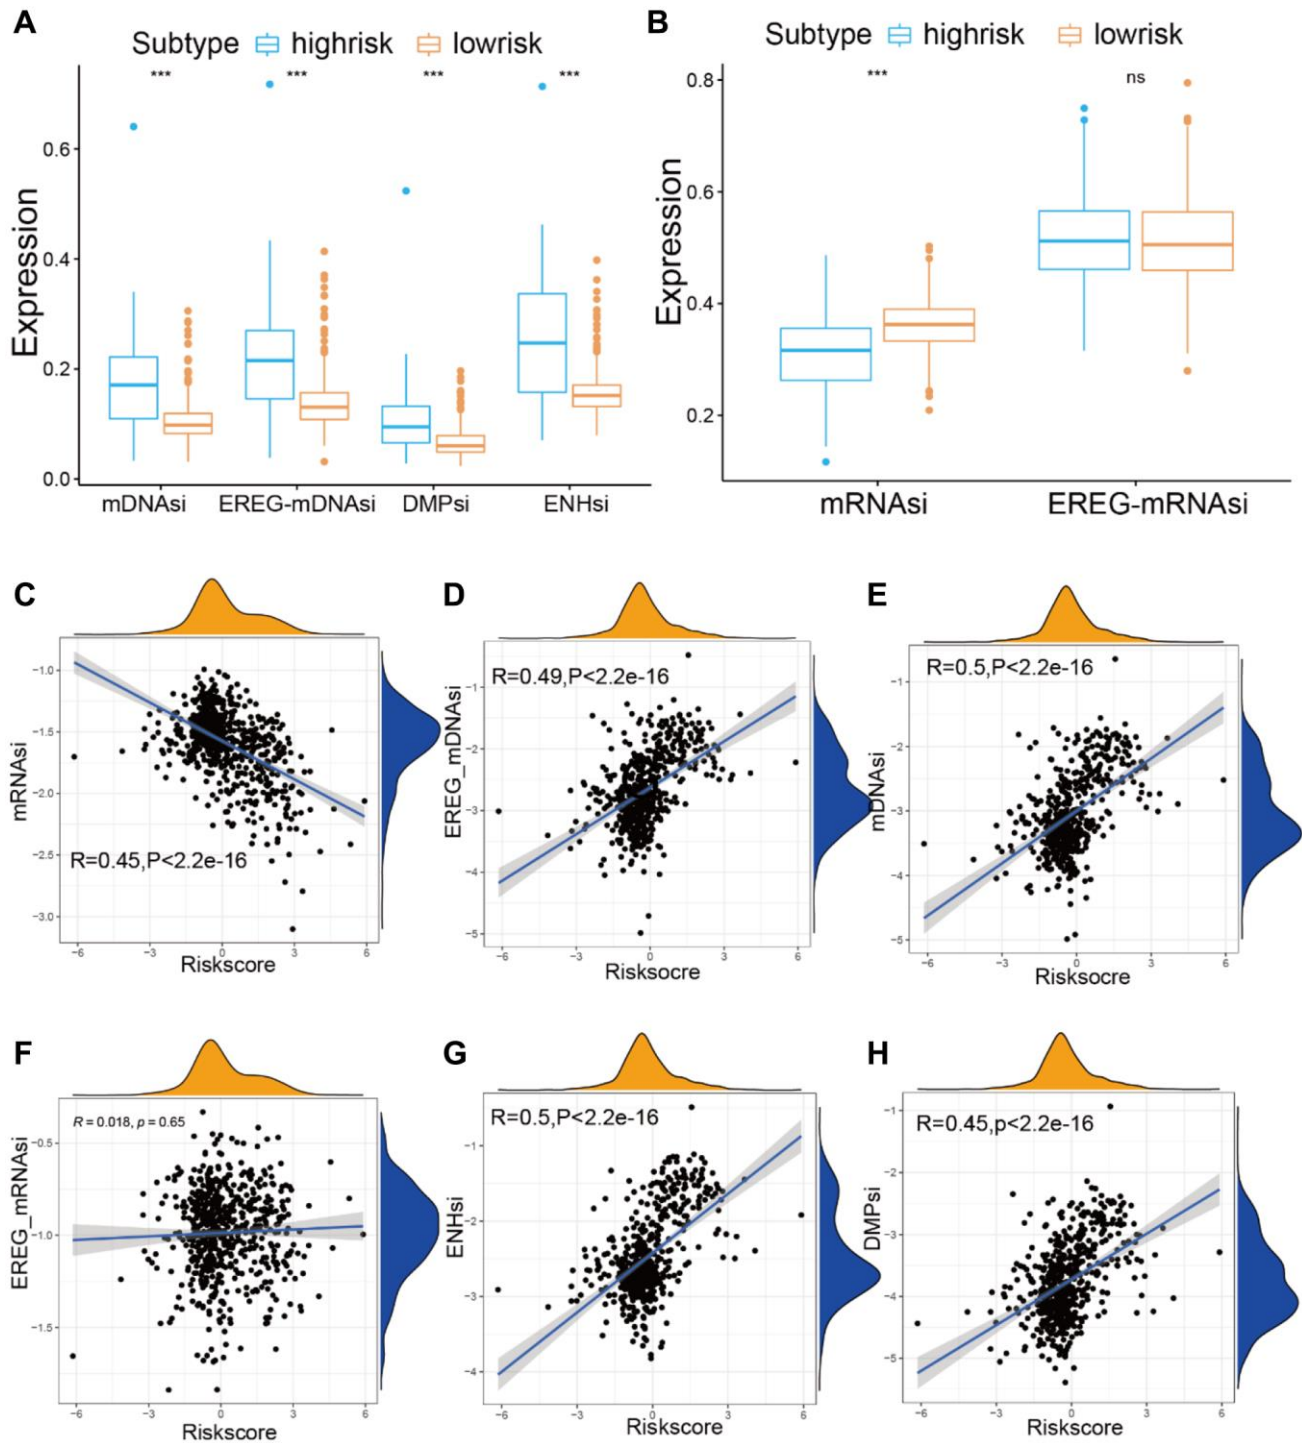 A
Subtype highrisk lowrisk
*** *** *** ***
Expression
0.6
0.4
0.2
0.0
mDNAsi EREG-mDNAsi DMPsi ENHsi
B
Subtype highrisk lowrisk
*** ns
Expression
0.8
0.6
0.4
0.2
mRNAsi EREG-mRNAsi
C
mRNAsi
−1.0
−1.5
−2.0
−2.5
−3.0
R=0.45,P<2.2e-16
−6 −3 0 3 6
Riskscore
D
EREG_mDNAsi
R=0.49,P<2.2e-16
−1
−2
−3
−4
−5
−6 −3 0 3 6
Risksocre
E
mDNAsi
R=0.5,P<2.2e-16
−1
−2
−3
−4
−5
−6 −3 0 3 6
Risksocre
F
EREG_mRNAsi
R = 0.018, p = 0.65
−0.5
−1.0
−1.5
−6 −3 0 3 6
Riskscore
G
ENHsi
R=0.5,P<2.2e-16
−1
−2
−3
−4
−6 −3 0 3 6
Riskscore
H
DMPsi
−1
R=0.45,p<2.2e-16
−2
−3
−4
−5
−6 −3 0 3 6
Riskscore